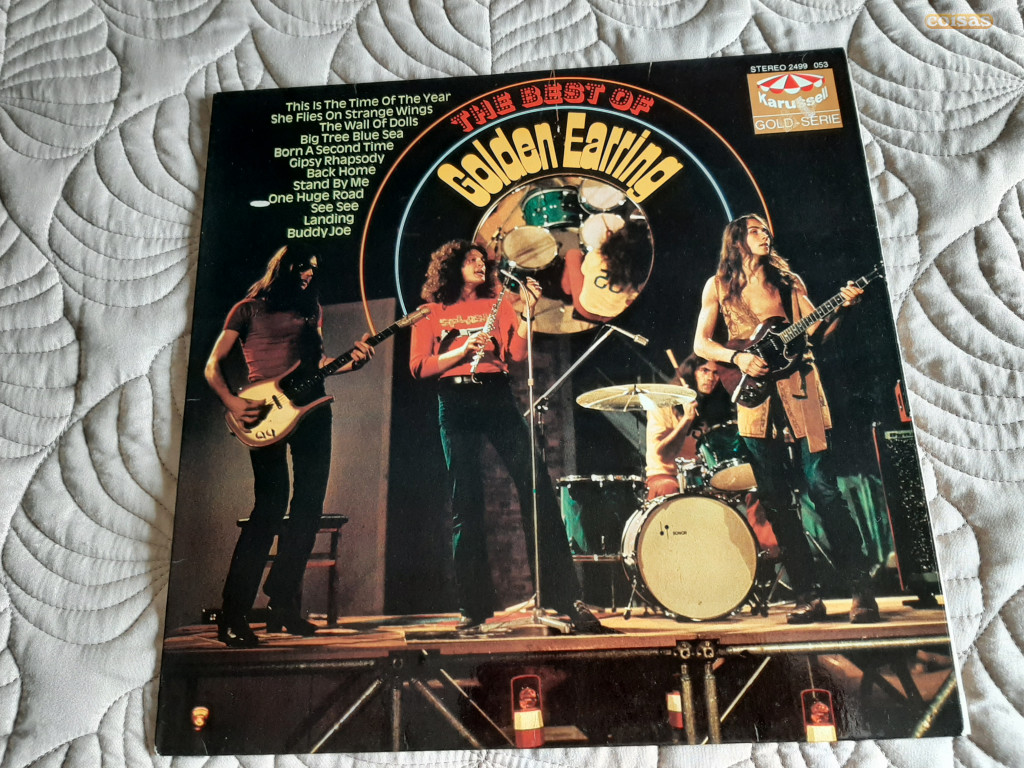 coisas
STEREO 2499 053
Karussell
GOLD-SERIE
THE BEST OF
Golden Earring
This Is The Time Of The Year
She Flies On Strange Wings
The Wall Of Dolls
Big Tree Blue Sea
Born A Second Time
Gipsy Rhapsody
Back Home
Stand By Me
One Huge Road
See See
Landing
Buddy Joe
SONOR